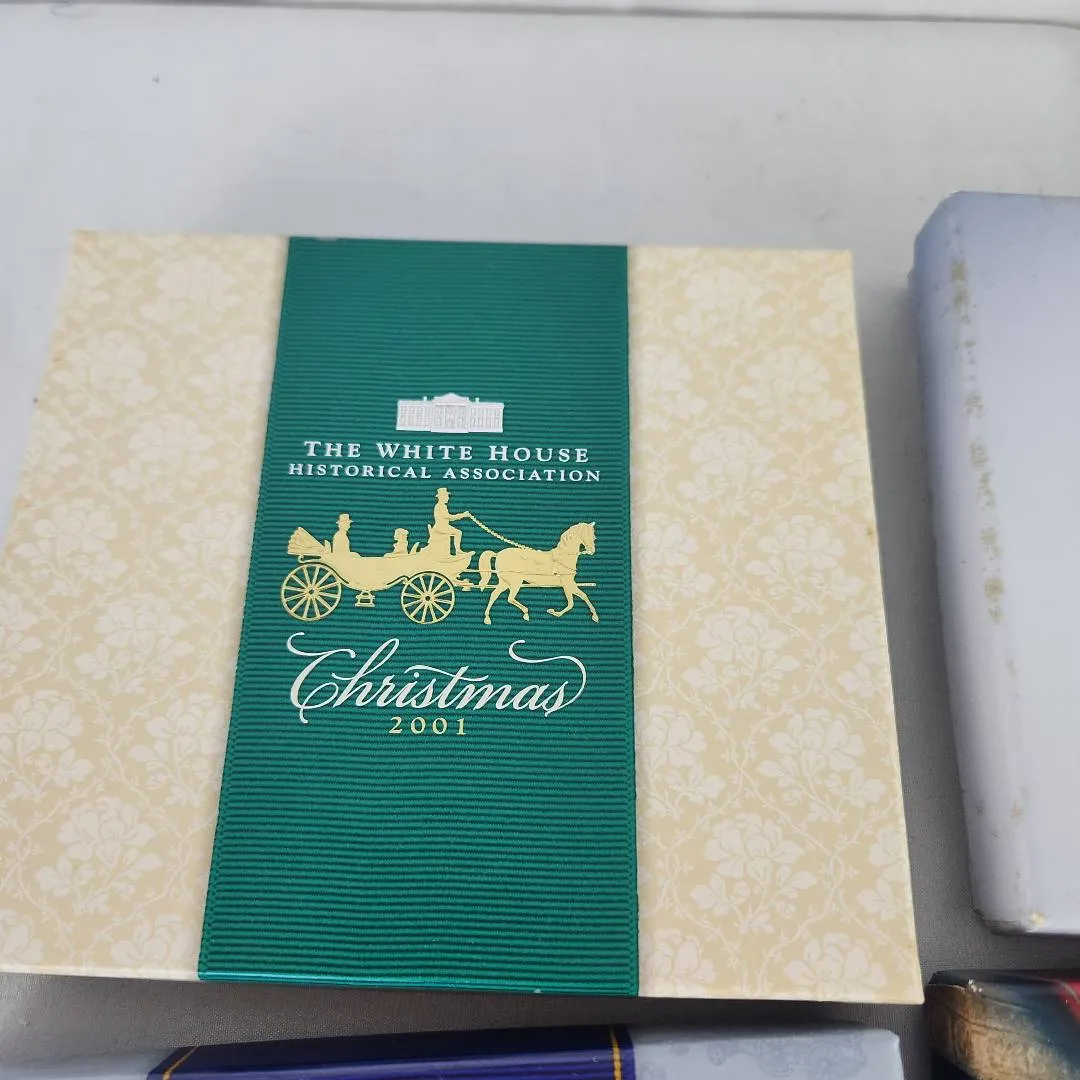 THE WHITE HOUSE
HISTORICAL ASSOCIATION
Christmas
2001